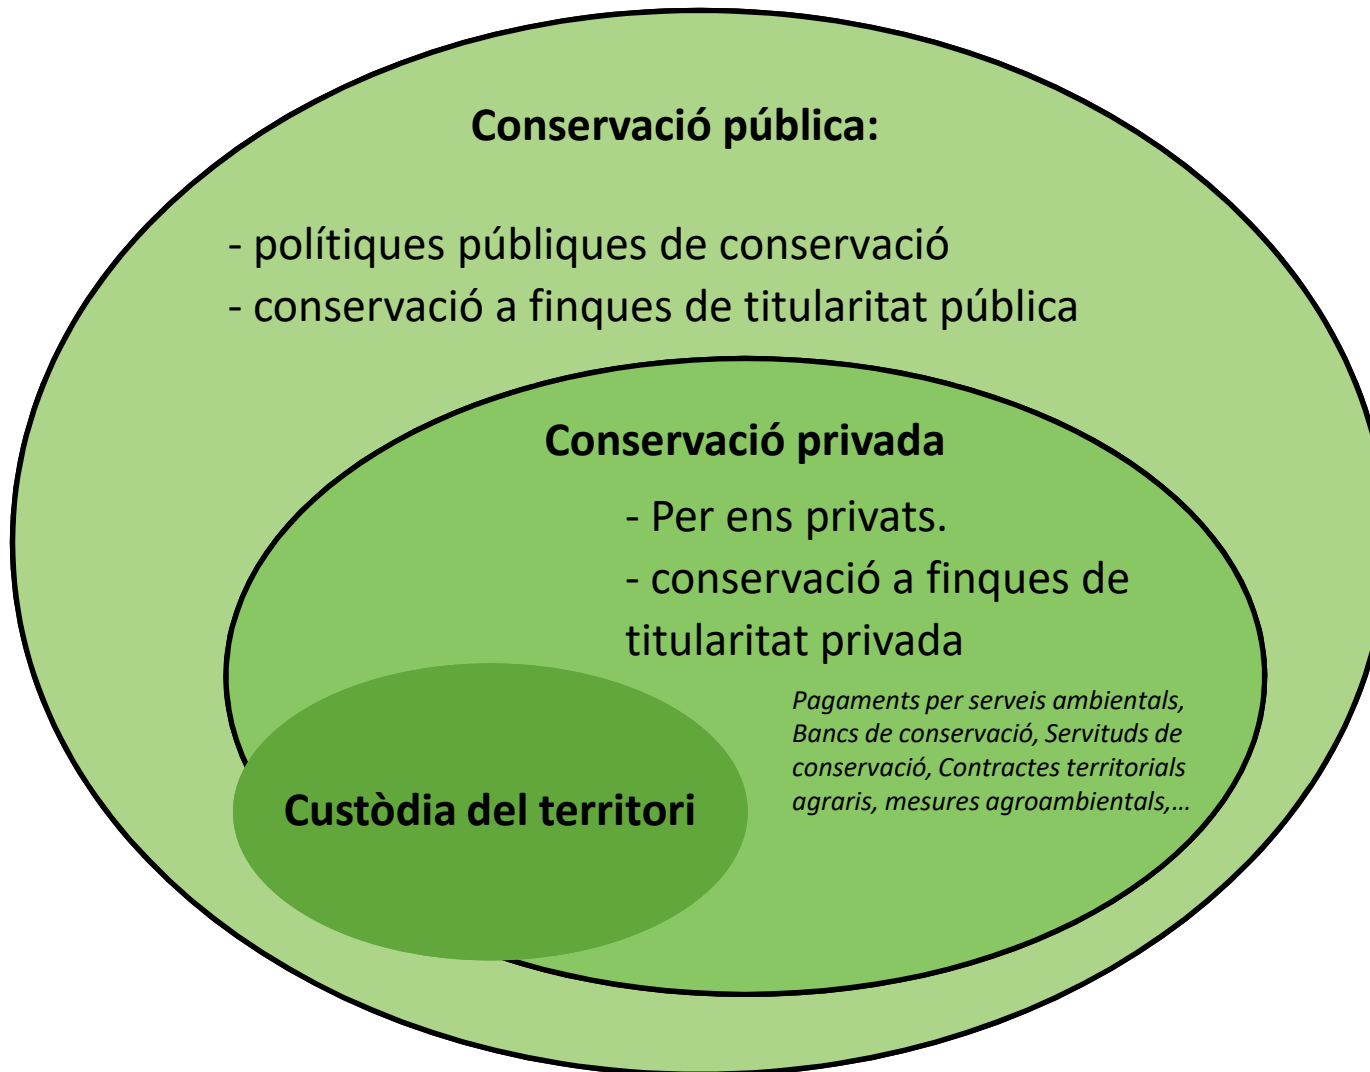 Conservació pública:
- polítiques públiques de conservació
- conservació a finques de titularitat pública
Conservació privada
- Per ens privats.
- conservació a finques de
titularitat privada
Pagaments per serveis ambientals,
Bancs de conservació, Servituds de
conservació, Contractes territorials
agraris, mesures agroambientals,...
Custòdia del territori